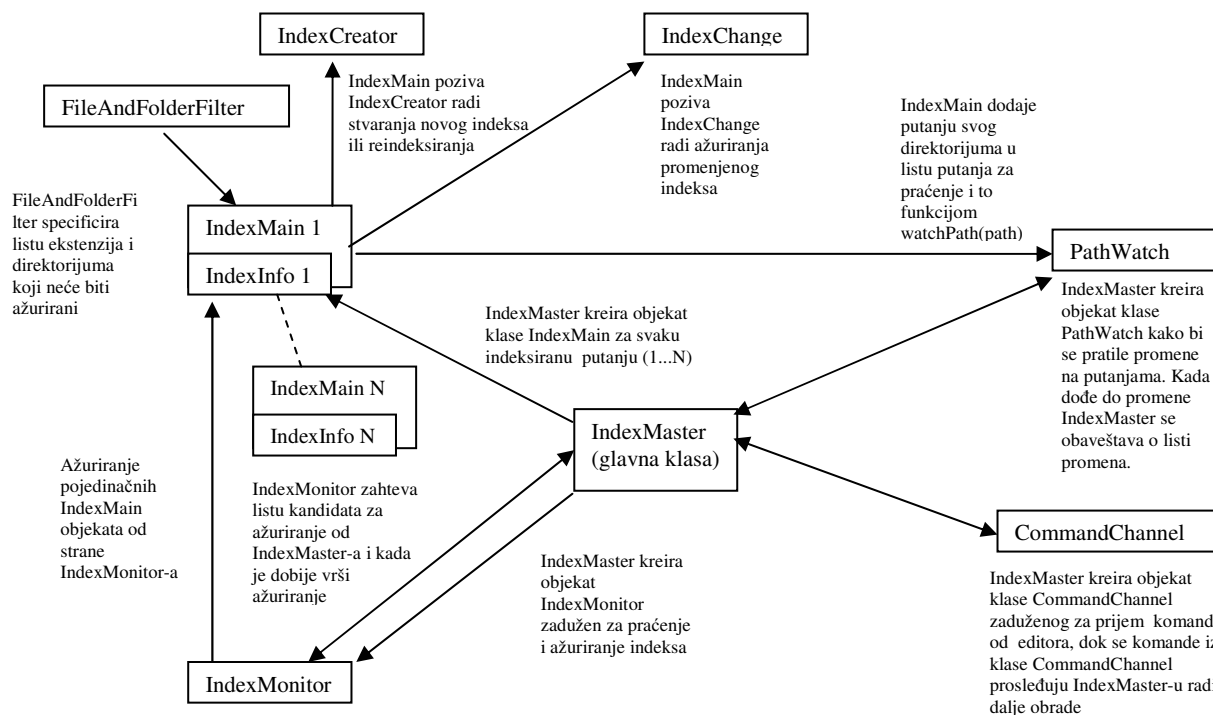 IndexCreator
IndexChange
FileAndFolderFilter
IndexMain poziva
IndexCreator radi
stvaranja novog indeksa
ili reindeksiranja
IndexMain
poziva
IndexChange
radi ažuriranja
promenjenog
indeksa
IndexMain dodaje
putanju svog
direktorijuma u
listu putanja za
praćenje i to
funkcijom
watchPath(path)
FileAndFolderFi
lter specificira
listu ekstenzija i
direktorijuma
koji neće biti
ažurirani
IndexMain 1
IndexInfo 1
PathWatch
IndexMaster kreira objekat
klase IndexMain za svaku
indeksiranu putanju (1...N)
IndexMaster kreira
objekat klase
PathWatch kako bi
se pratile promene
na putanjama. Kada
dođe do promene
IndexMaster se
obaveštava o listi
promena.
IndexMain N
IndexInfo N
IndexMaster
(glavna klasa)
Ažuriranje
pojedinačnih
IndexMain
objekata od
strane
IndexMonitor-a
IndexMonitor zahteva
listu kandidata za
ažuriranje od
IndexMaster-a i kada
je dobije vrši
ažuriranje
IndexMaster kreira
objekat
IndexMonitor
zadužen za praćenje
i ažuriranje indeksa
CommandChannel
IndexMaster kreira objekat
klase CommandChannel
zaduženog za prijem komandi
od editora, dok se komande iz
klase CommandChannel
prosleđuju IndexMaster-u radi
dalje obrade
IndexMonitor